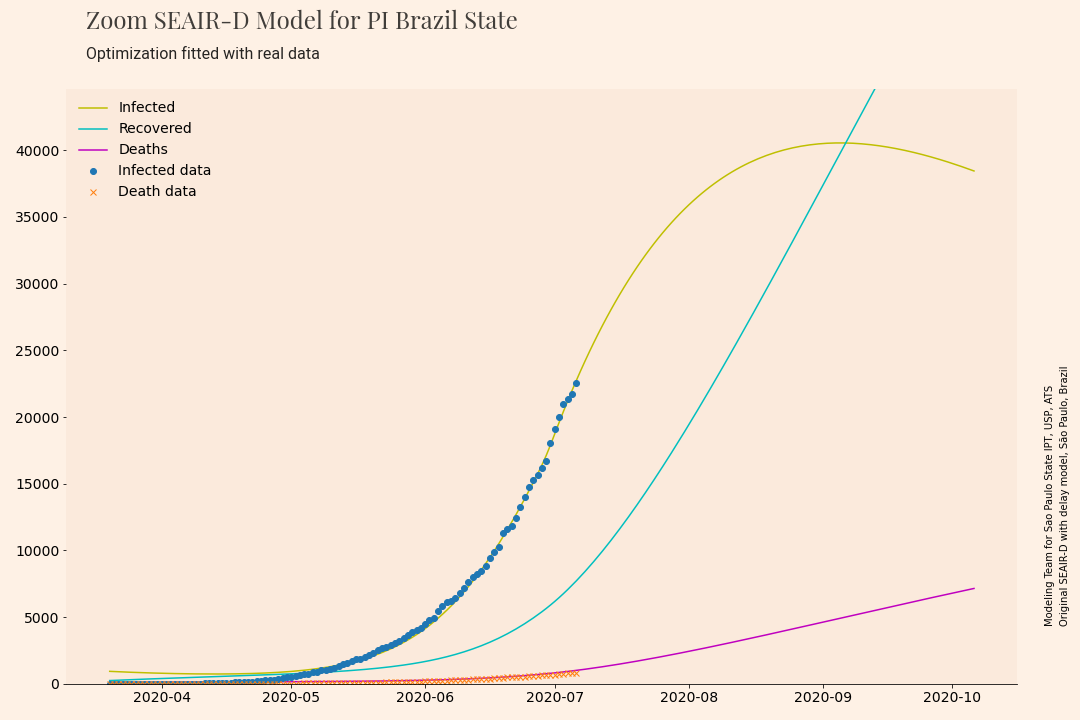 Zoom SEAIR-D Model for PI Brazil State
Optimization fitted with real data
Infected
Recovered
Deaths
Infected data
Death data
40000
35000
30000
25000
20000
15000
10000
5000
0
2020-04
2020-05
2020-06
2020-07
2020-08
2020-09
2020-10
Modeling Team for Sao Paulo State IPT, USP, ATS
Original SEAIR-D with delay model, São Paulo, Brazil